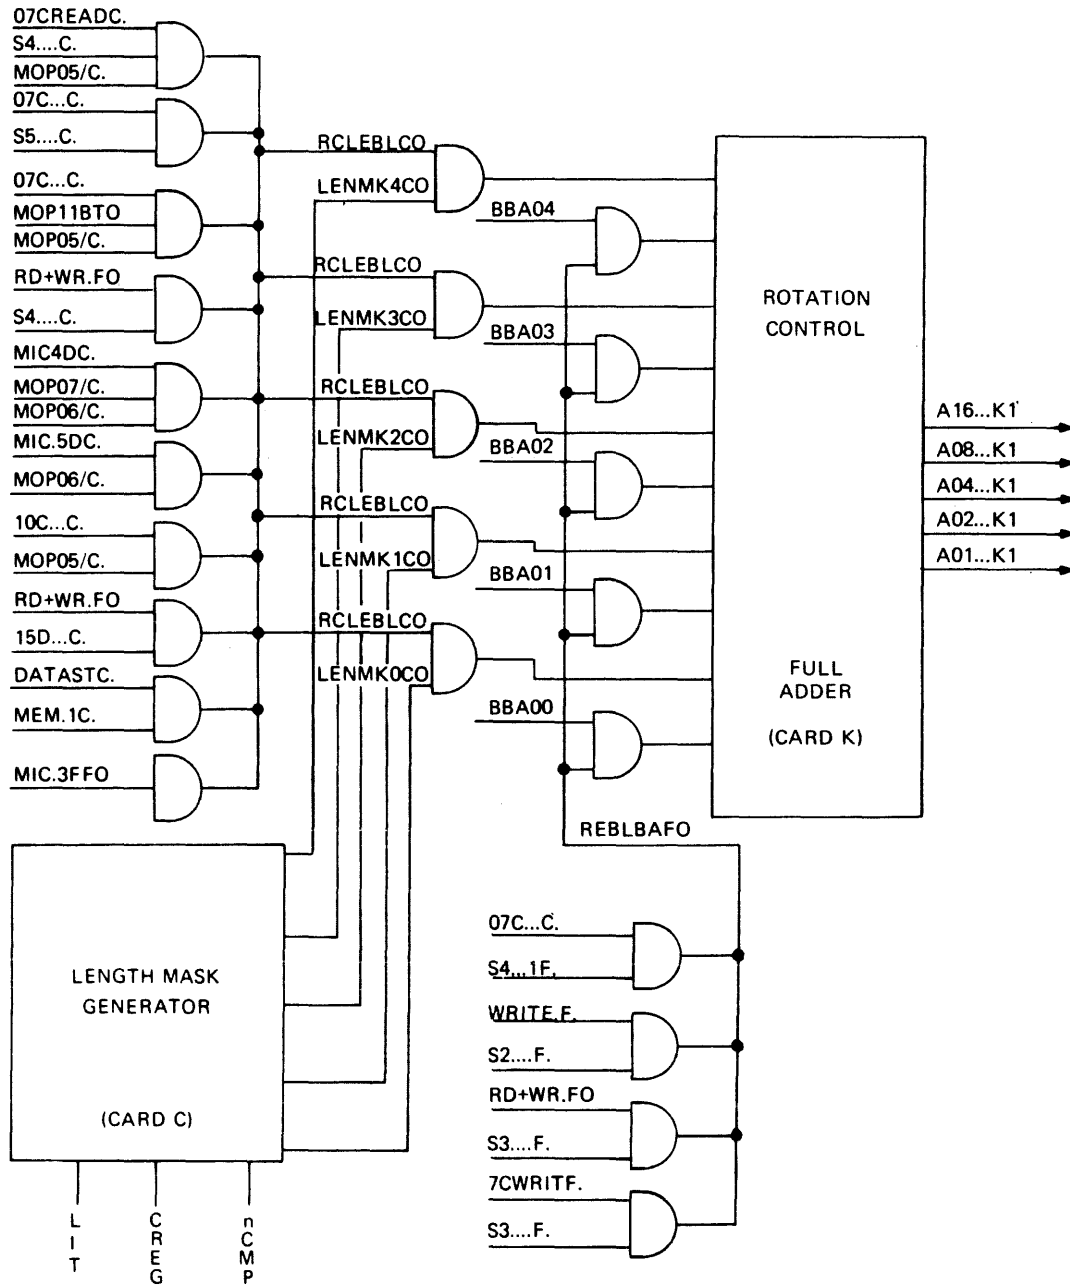 07CREADC.
S4....C.
MOP05/C.
07C...C.
S5....C.
07C...C.
MOP11BTO
MOP05/C.
RD+WR.FO
S4....C.
MIC4DC.
MOP07/C.
MOP06/C.
MIC.5DC.
MOP06/C.
10C...C.
MOP05/C.
RD+WR.FO
15D...C.
DATASTC.
MEM.1C.
MIC.3FFO
RCLEBLCO
LENMK4CO
RCLEBLCO
LENMK3CO
RCLEBLCO
LENMK2CO
RCLEBLCO
LENMK1CO
RCLEBLCO
LENMK0CO
BBA04
BBA03
BBA02
BBA01
BBA00
REBLBAFO
ROTATION
CONTROL
FULL
ADDER
(CARD K)
A16...K1
A08...K1
A04...K1
A02...K1
A01...K1
LENGTH MASK
GENERATOR
(CARD C)
LIT
CREG
nCMP
07C...C.
S4...1F.
WRITE.F.
S2....F.
RD+WR.FO
S3....F.
7CWRITF.
S3....F.